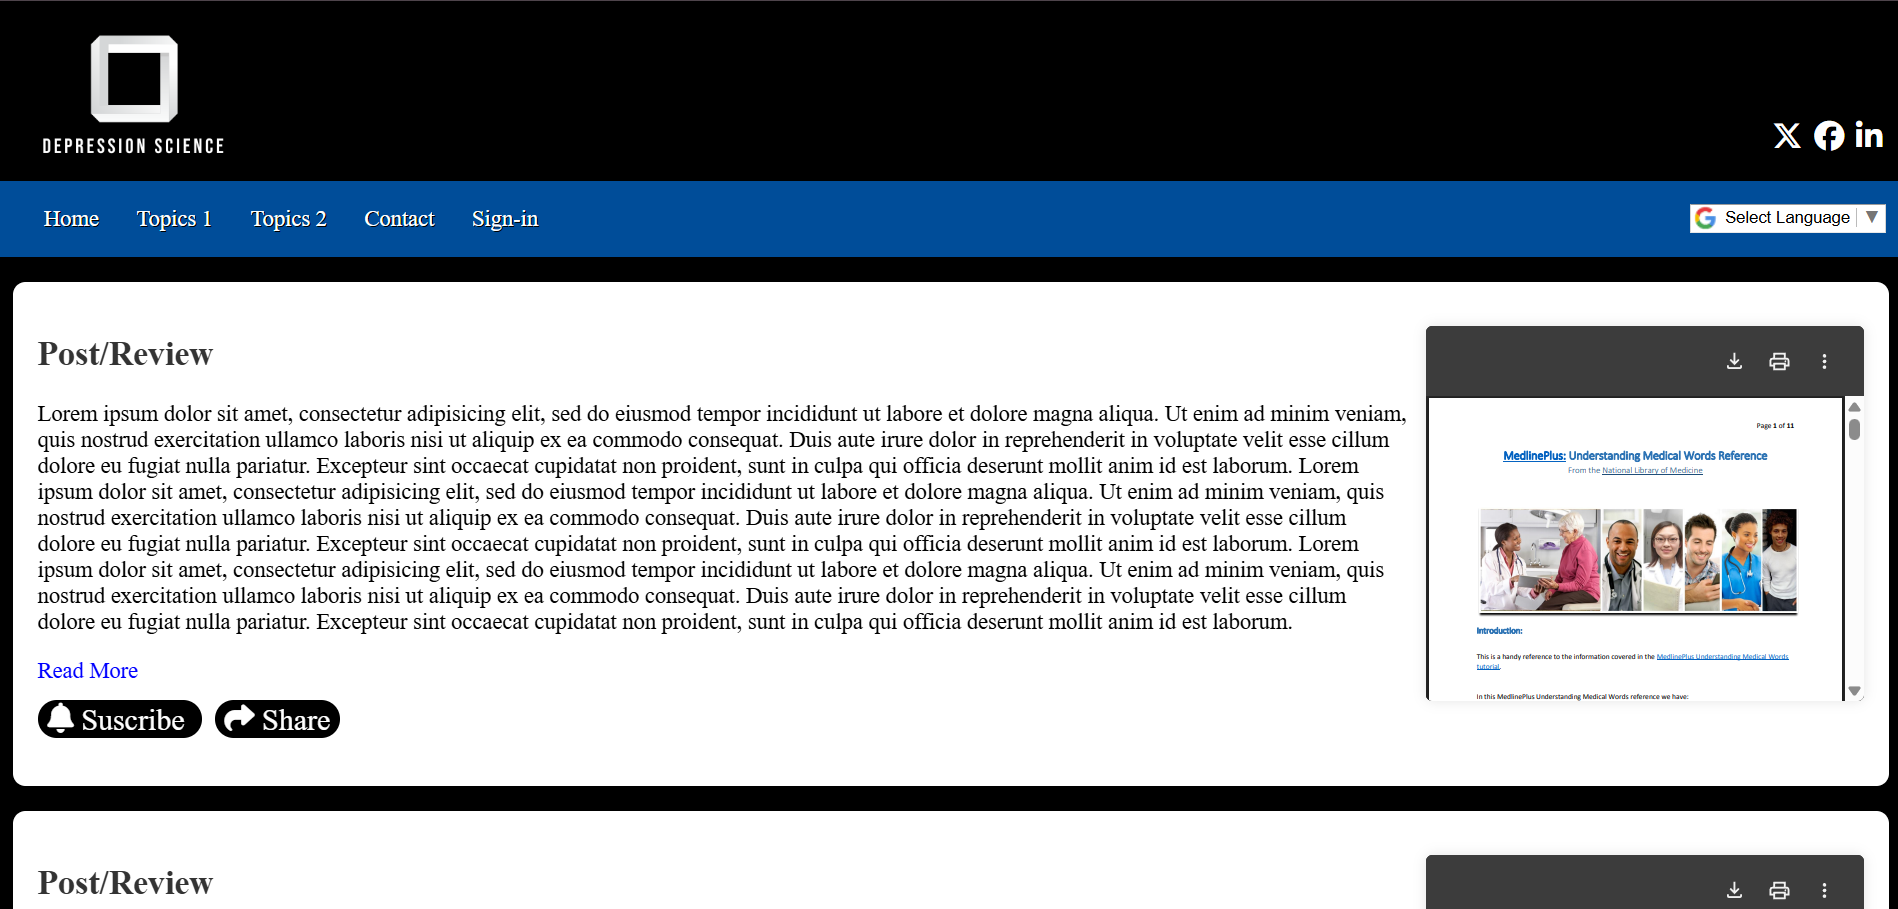 DEPRESSION SCIENCE
Home Topics 1 Topics 2 Contact Sign-in
Select Language ▼
Post/Review
Lorem ipsum dolor sit amet, consectetur adipisicing elit, sed do eiusmod tempor incididunt ut labore et dolore magna aliqua. Ut enim ad minim veniam,
quis nostrud exercitation ullamco laboris nisi ut aliquip ex ea commodo consequat. Duis aute irure dolor in reprehenderit in voluptate velit esse cillum
dolore eu fugiat nulla pariatur. Excepteur sint occaecat cupidatat non proident, sunt in culpa qui officia deserunt mollit anim id est laborum. Lorem
ipsum dolor sit amet, consectetur adipisicing elit, sed do eiusmod tempor incididunt ut labore et dolore magna aliqua. Ut enim ad minim veniam, quis
nostrud exercitation ullamco laboris nisi ut aliquip ex ea commodo consequat. Duis aute irure dolor in reprehenderit in voluptate velit esse cillum
dolore eu fugiat nulla pariatur. Excepteur sint occaecat cupidatat non proident, sunt in culpa qui officia deserunt mollit anim id est laborum. Lorem
ipsum dolor sit amet, consectetur adipisicing elit, sed do eiusmod tempor incididunt ut labore et dolore magna aliqua. Ut enim ad minim veniam, quis
nostrud exercitation ullamco laboris nisi ut aliquip ex ea commodo consequat. Duis aute irure dolor in reprehenderit in voluptate velit esse cillum
dolore eu fugiat nulla pariatur. Excepteur sint occaecat cupidatat non proident, sunt in culpa qui officia deserunt mollit anim id est laborum.
Read More
Suscribe Share
Page 1 of 11
MedlinePlus: Understanding Medical Words Reference
From the National Library of Medicine
Introduction:
This is a handy reference to the information covered in the MedlinePlus Understanding Medical Words
tutorial.
In this MedlinePlus Understanding Medical Words reference we have:
Post/Review